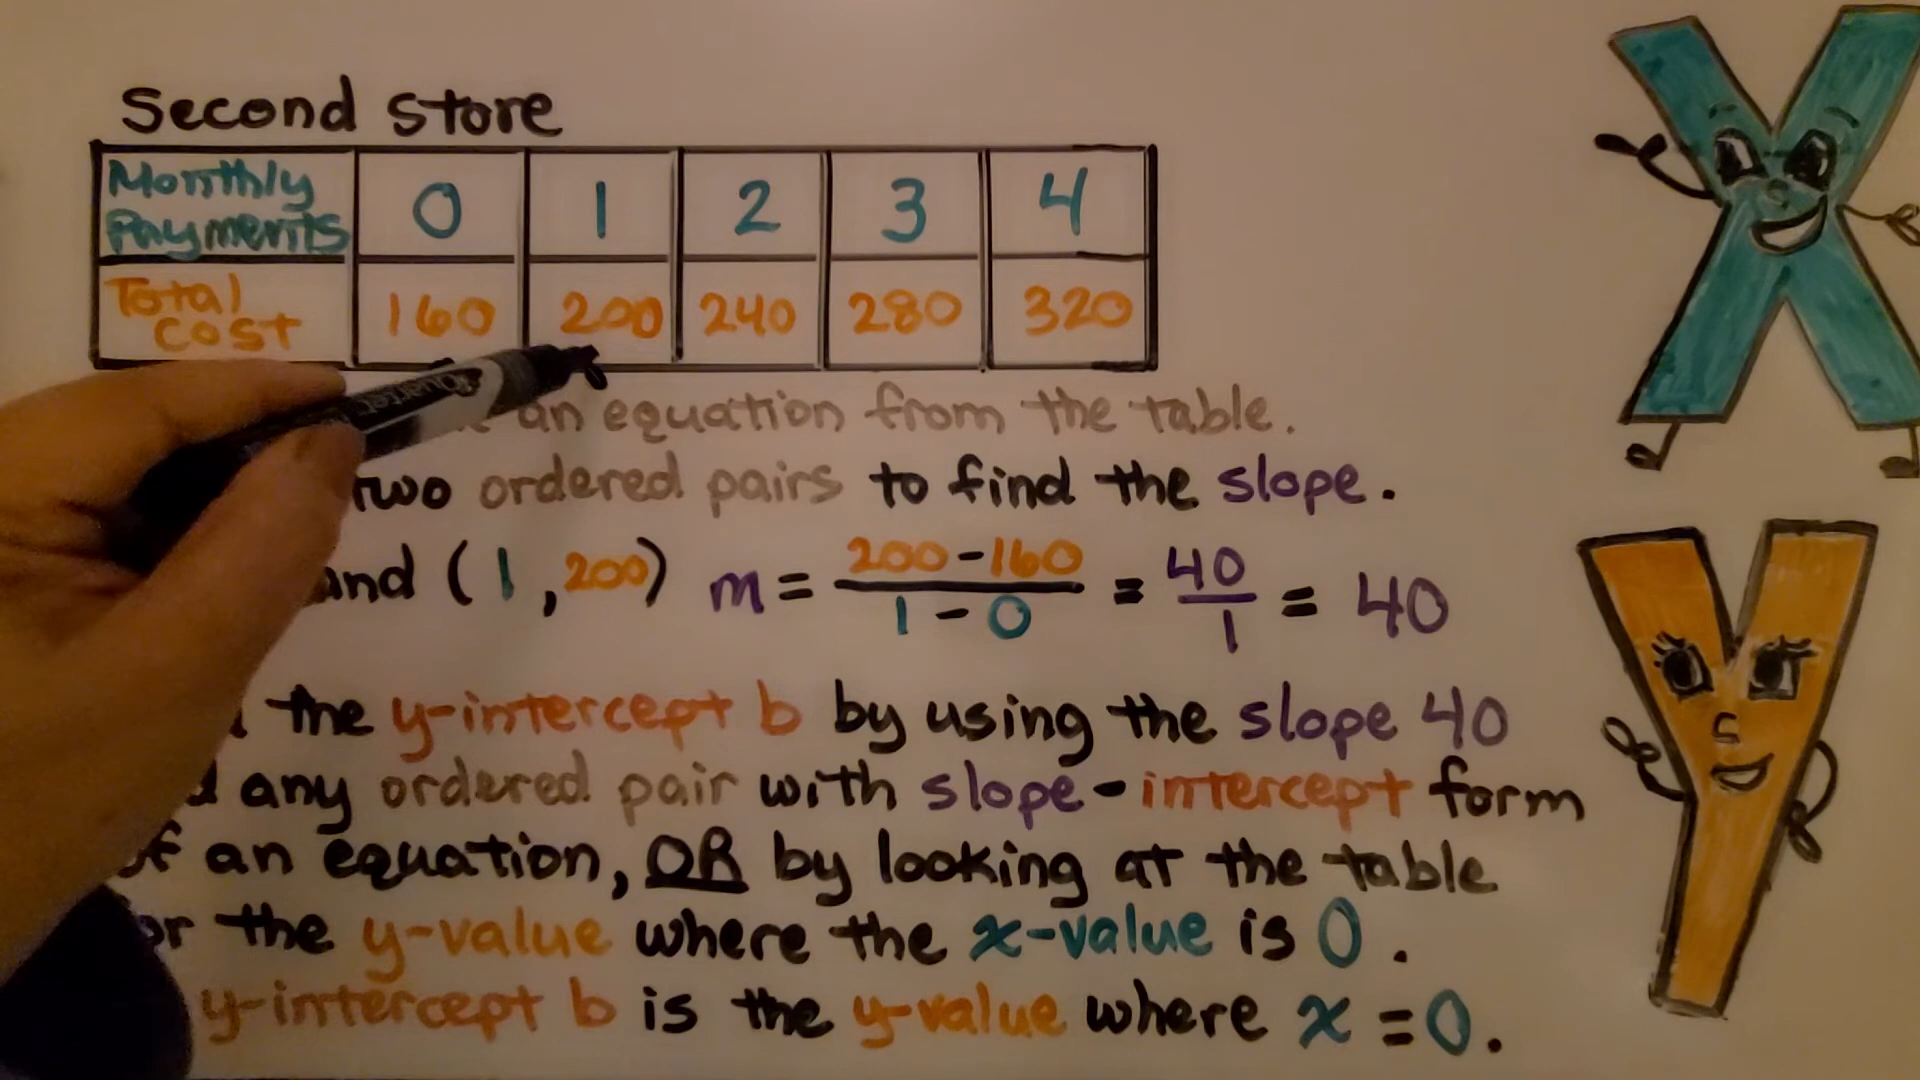 Second store
Monthly Payments 0 1 2 3 4
Total cost 160 200 240 280 320
an equation from the table.
two ordered pairs to find the slope.
and (1, 200) m = 200-160 / 1-0 = 40/1 = 40
the y-intercept b by using the slope 40
any ordered pair with slope-intercept form
of an equation, OR by looking at the table
the y-value where the x-value is 0.
y-intercept b is the y-value where x = 0.